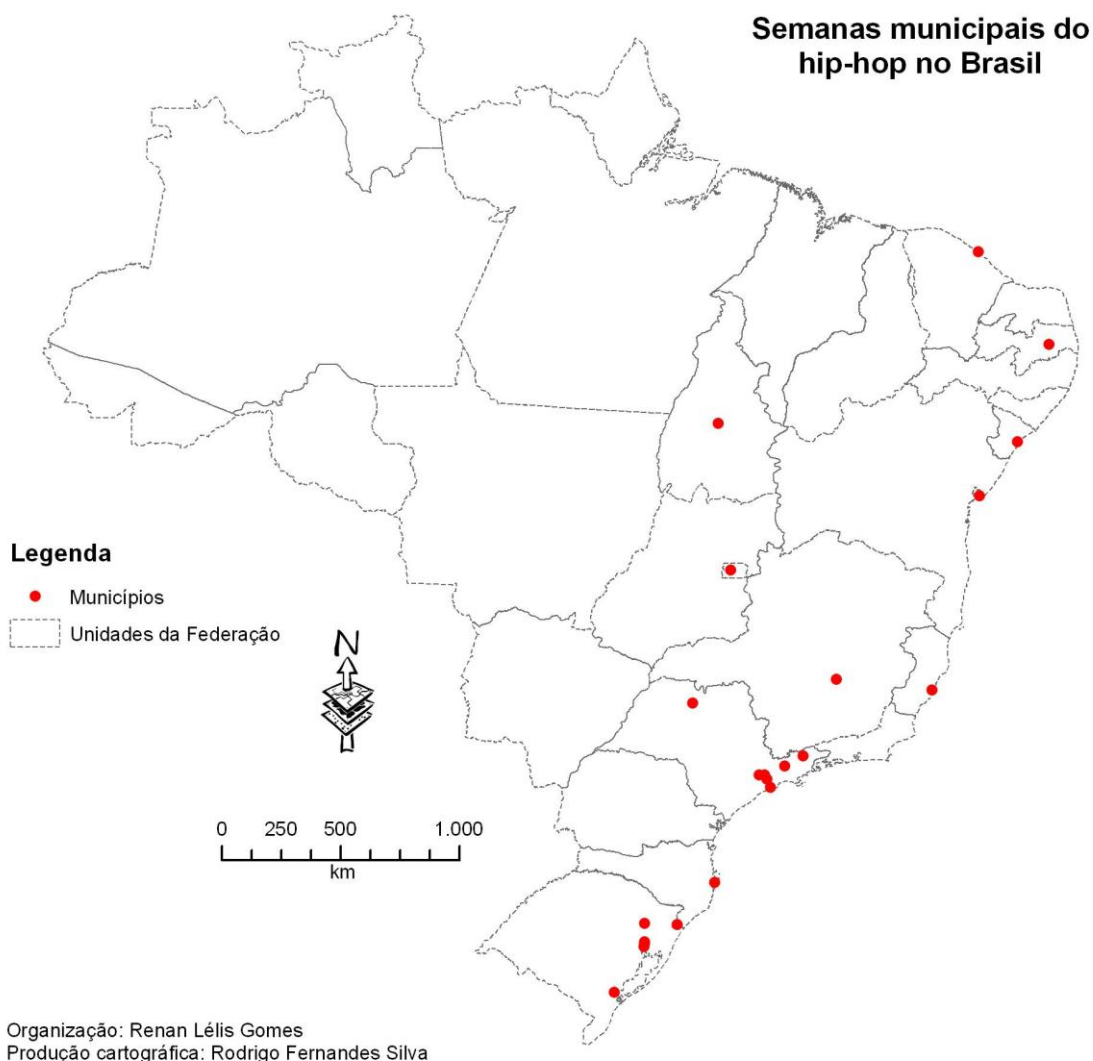 Semanas municipais do
hip-hop no Brasil
Legenda
Municípios
Unidades da Federação
N
0 250 500 1.000
km
Organização: Renan Lélis Gomes
Produção cartográfica: Rodrigo Fernandes Silva